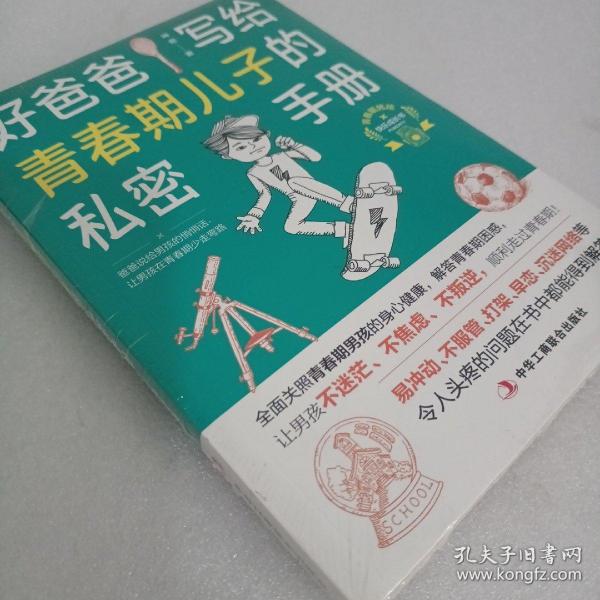 好爸爸写给
青春期儿子的
私密手册
爸爸说给男孩的悄悄话，
让男孩在青春期少走弯路
全面关照青春期男孩的身心健康，解答青春期困惑，
让男孩不迷茫、不焦虑、不叛逆，顺利走过青春期！
易冲动、不服管、打架、早恋、沉迷网络等
令人头疼的问题在书中都能得到解答
中华工商联合出版社
SCHOOL
孔夫子旧书网
www.kongfz.com